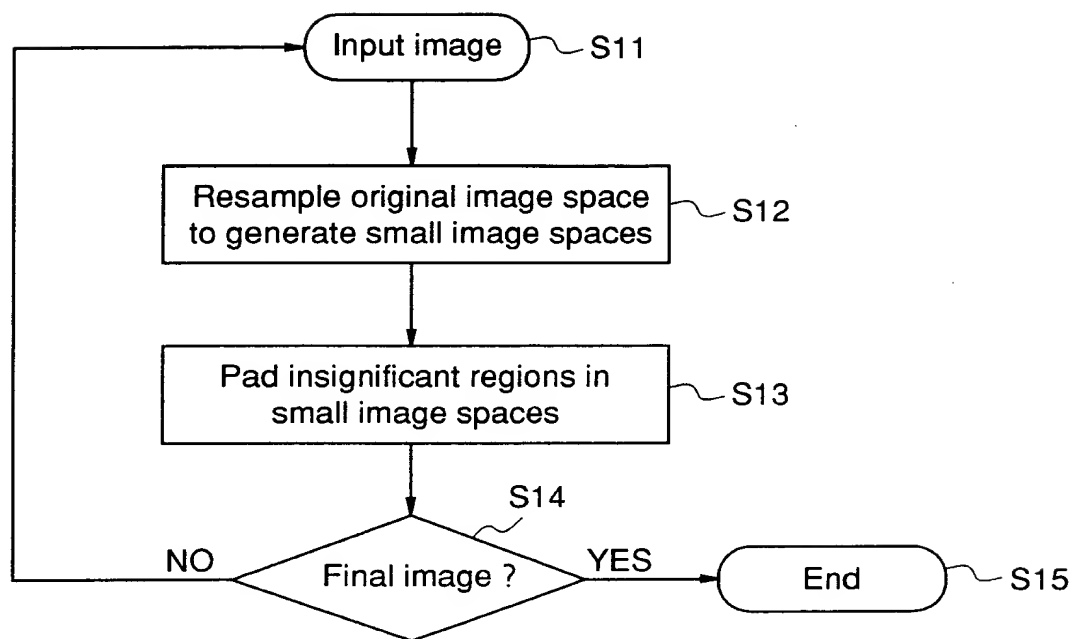 Input image
S11
Resample original image space
to generate small image spaces
S12
Pad insignificant regions in
small image spaces
S13
S14
NO
Final image ?
YES
End
S15